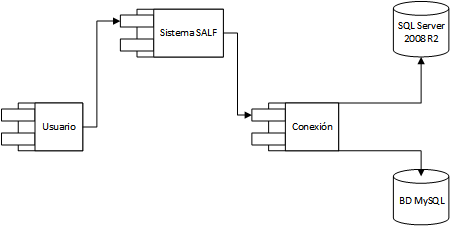 SQL Server
2008 R2
Sistema SALF
Usuario
Conexión
BD MySQL